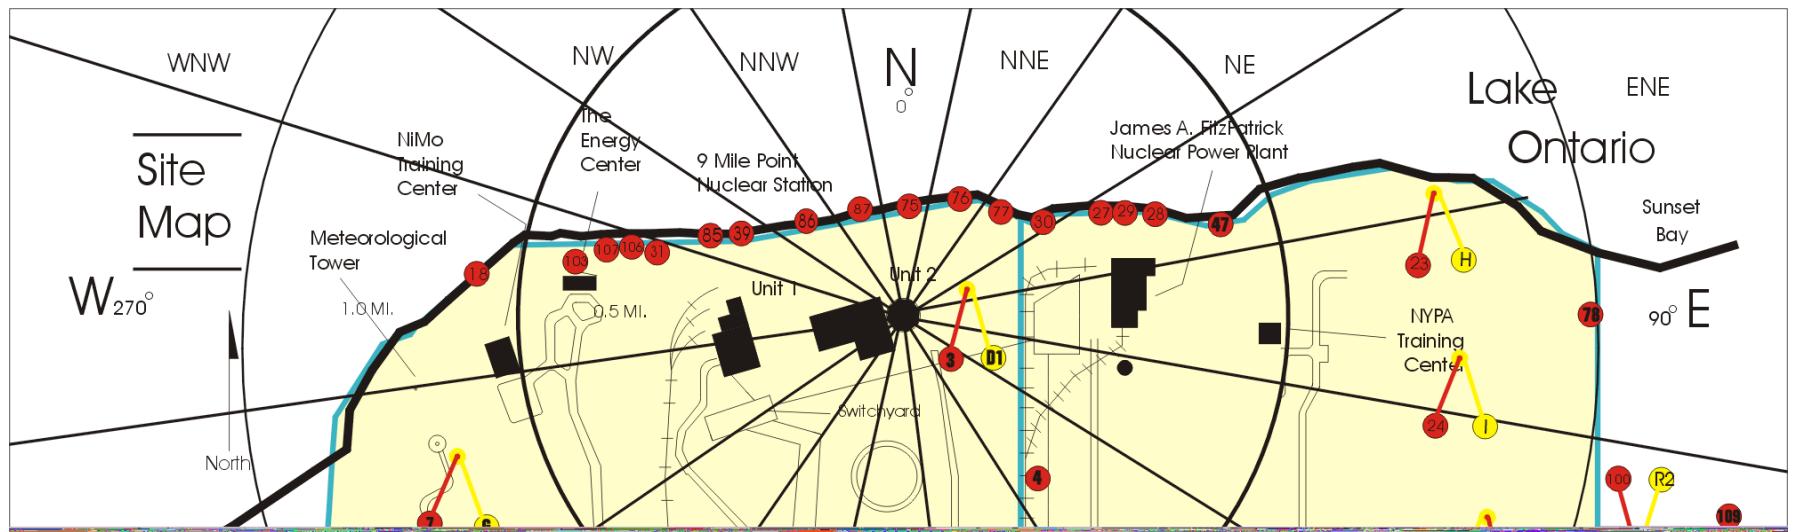 WNW
NW
NNW
N
0°
NNE
NE
ENE
Lake
Ontario
Site
Map
NiMo
Training
Center
The
Energy
Center
9 Mile Point
Nuclear Station
James A. FitzPatrick
Nuclear Power Plant
Sunset
Bay
Meteorological
Tower
W 270°
1.0 MI.
0.5 MI.
Unit 1
Unit 2
90° E
NYPA
Training
Center
Switchyard
North
18
103
107
106
31
85
39
86
87
75
76
77
30
27
29
28
47
23
H
78
3
D1
24
I
4
100
R2
109
7
G